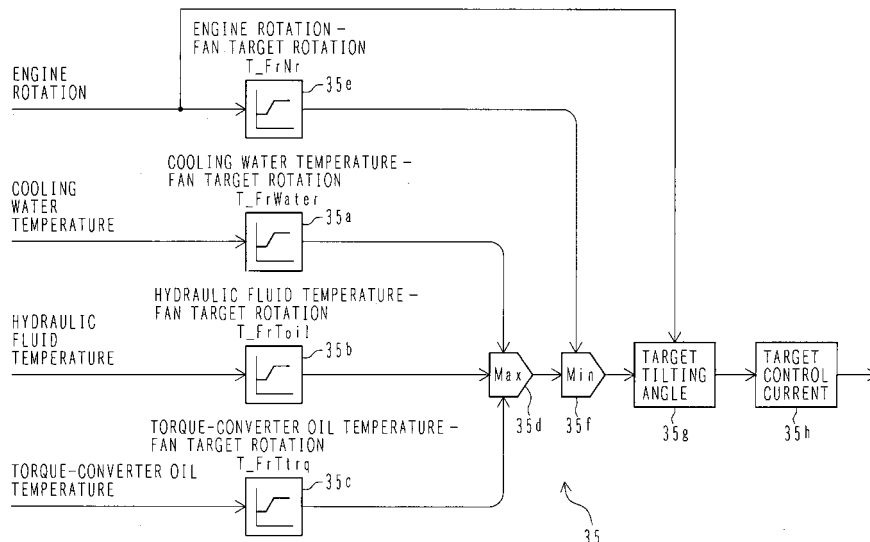 ENGINE ROTATION–
FAN TARGET ROTATION
T_FrNr
35e
ENGINE
ROTATION
COOLING WATER TEMPERATURE–
FAN TARGET ROTATION
T_FrWater
35a
COOLING
WATER
TEMPERATURE
HYDRAULIC FLUID TEMPERATURE–
FAN TARGET ROTATION
T_FrToil
35b
HYDRAULIC
FLUID
TEMPERATURE
Max
35d
Min
35f
TARGET
TILTING
ANGLE
35g
TARGET
CONTROL
CURRENT
35h
TORQUE-CONVERTER OIL TEMPERATURE–
FAN TARGET ROTATION
T_FrTtrq
35c
TORQUE-CONVERTER OIL
TEMPERATURE
35